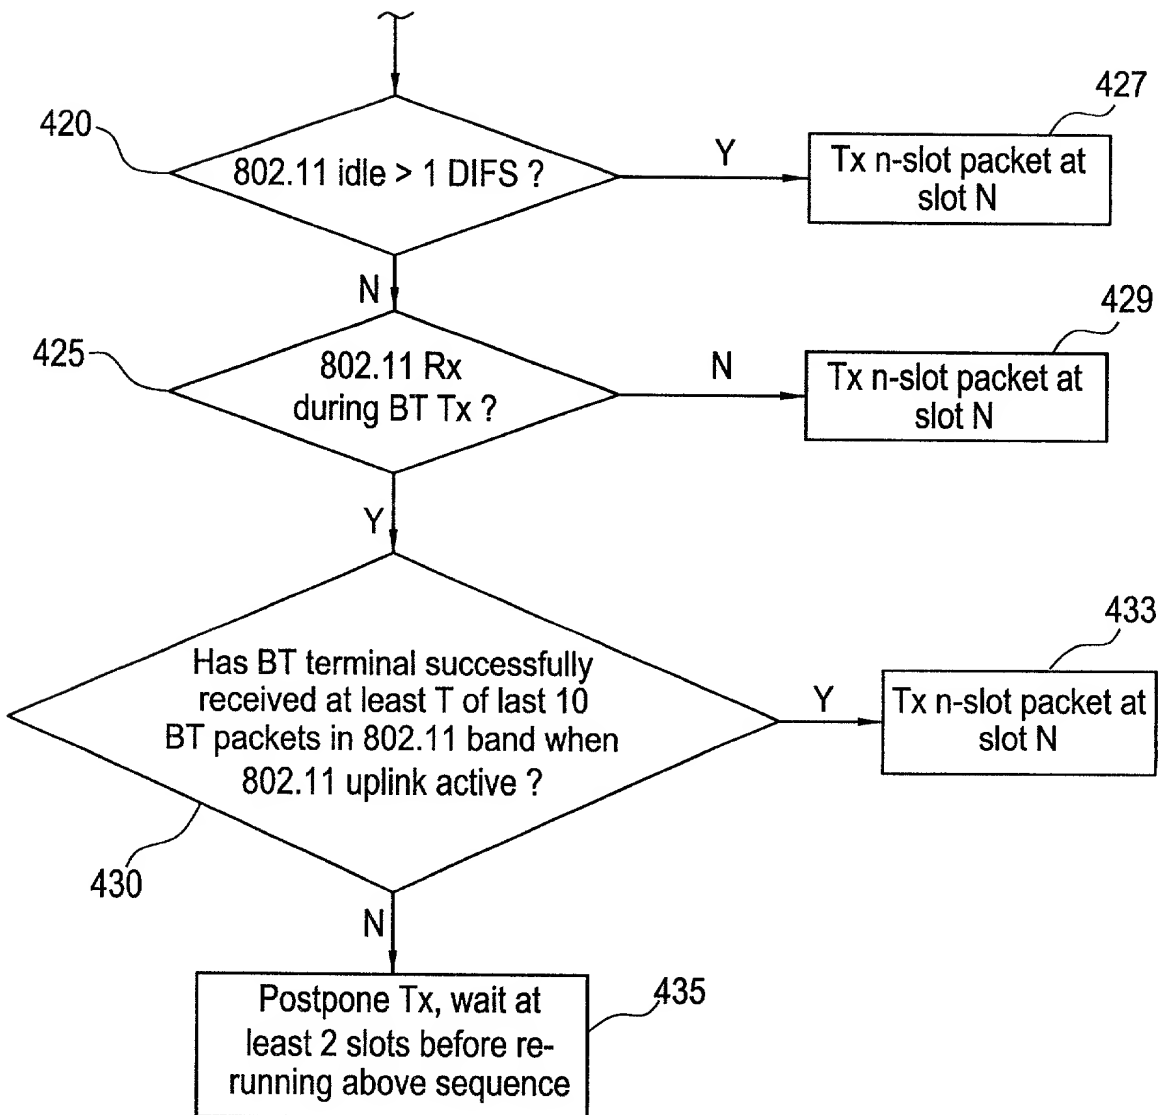 420
802.11 idle > 1 DIFS ?
Y
427
Tx n-slot packet at
slot N
N
425
802.11 Rx
during BT Tx ?
N
429
Tx n-slot packet at
slot N
Y
Has BT terminal successfully
received at least T of last 10
BT packets in 802.11 band when
802.11 uplink active ?
430
Y
433
Tx n-slot packet at
slot N
N
Postpone Tx, wait at
least 2 slots before re-
running above sequence
435